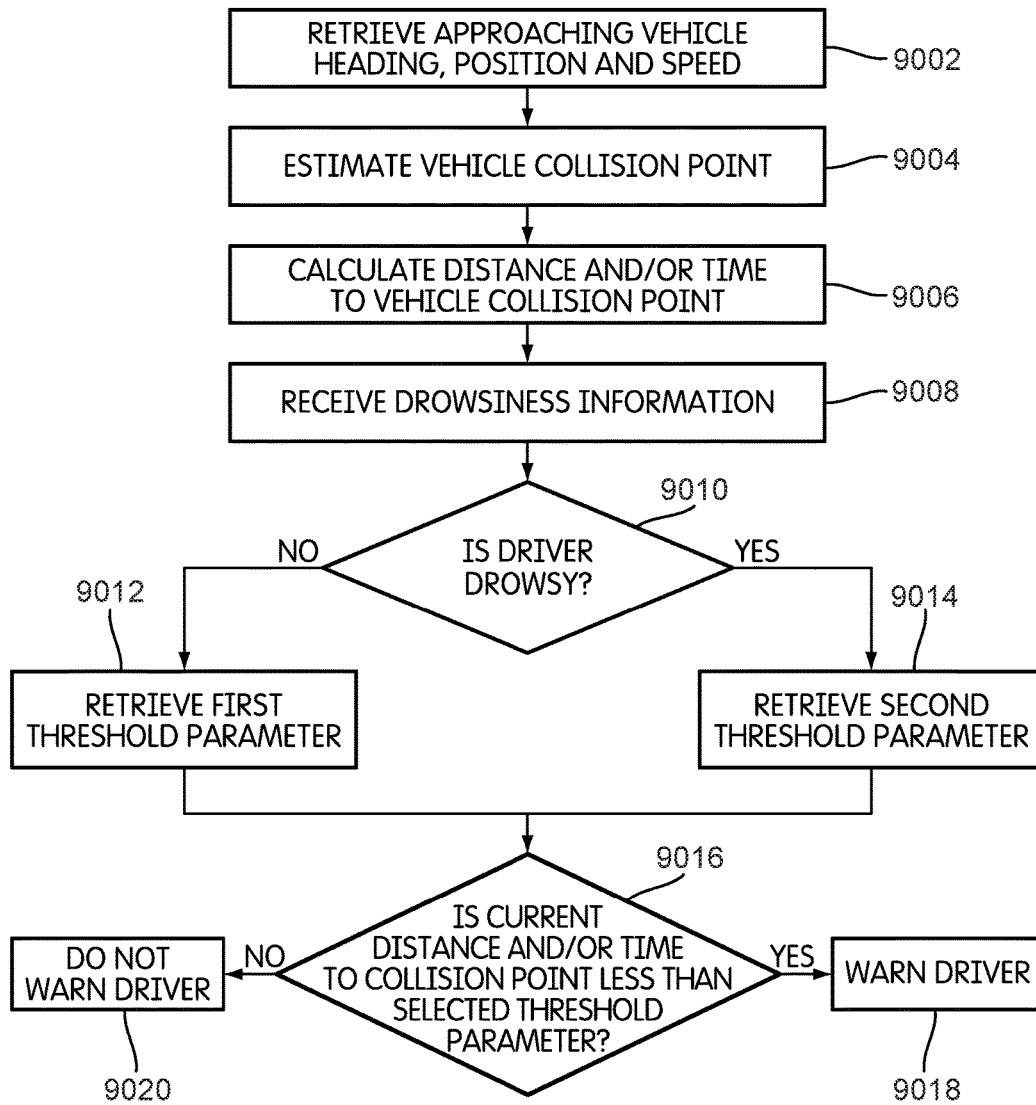 RETRIEVE APPROACHING VEHICLE
HEADING, POSITION AND SPEED
9002
ESTIMATE VEHICLE COLLISION POINT
9004
CALCULATE DISTANCE AND/OR TIME
TO VEHICLE COLLISION POINT
9006
RECEIVE DROWSINESS INFORMATION
9008
9010
IS DRIVER
DROWSY?
NO
YES
9012
9014
RETRIEVE FIRST
THRESHOLD PARAMETER
RETRIEVE SECOND
THRESHOLD PARAMETER
9016
IS CURRENT
DISTANCE AND/OR TIME
TO COLLISION POINT LESS THAN
SELECTED THRESHOLD
PARAMETER?
NO
YES
DO NOT
WARN DRIVER
WARN DRIVER
9020
9018